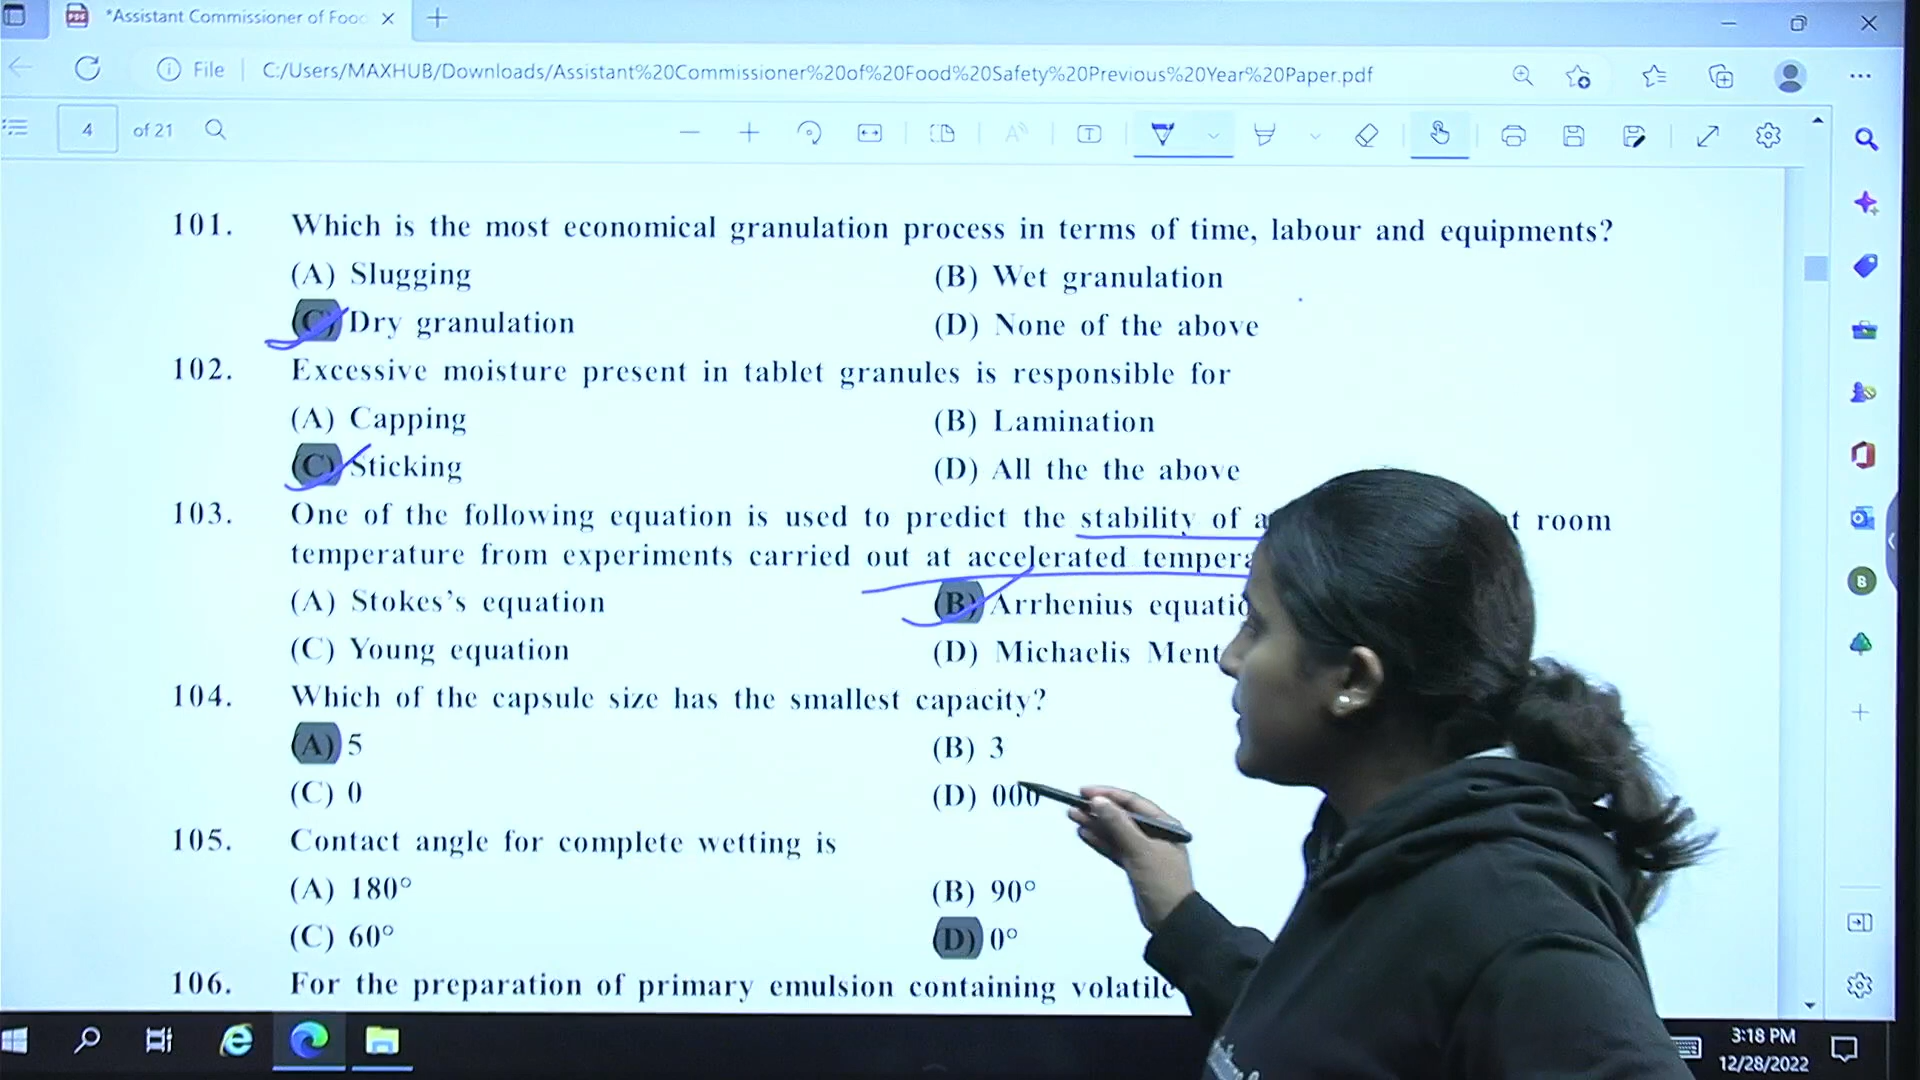 *Assistant Commissioner of Food
File C:/Users/MAXHUB/Downloads/Assistant%20Commissioner%20of%20Food%20Safety%20Previous%20Year%20Paper.pdf
4 of 21
101. Which is the most economical granulation process in terms of time, labour and equipments?
(A) Slugging (B) Wet granulation
(C) Dry granulation (D) None of the above
102. Excessive moisture present in tablet granules is responsible for
(A) Capping (B) Lamination
(C) Sticking (D) All the the above
103. One of the following equation is used to predict the stability of a t room
temperature from experiments carried out at accelerated tempera
(A) Stokes's equation (B) Arrhenius equatio
(C) Young equation (D) Michaelis Ment
104. Which of the capsule size has the smallest capacity?
(A) 5 (B) 3
(C) 0 (D) 000
105. Contact angle for complete wetting is
(A) 180° (B) 90°
(C) 60° (D) 0°
106. For the preparation of primary emulsion containing volatile
3:18 PM
12/28/2022